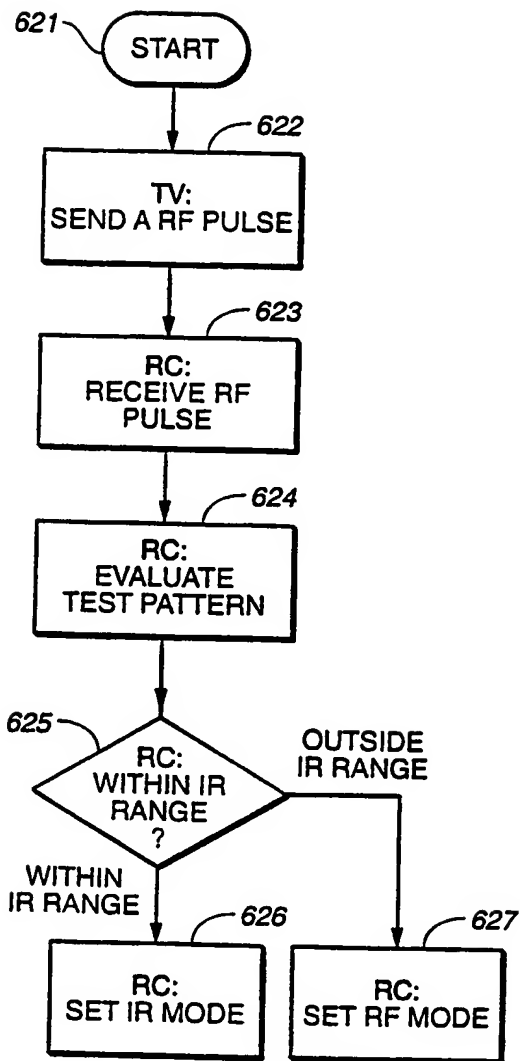 621
START
622
TV:
SEND A RF PULSE
623
RC:
RECEIVE RF
PULSE
624
RC:
EVALUATE
TEST PATTERN
625
RC:
WITHIN IR
RANGE
?
OUTSIDE
IR RANGE
WITHIN
IR RANGE
626
RC:
SET IR MODE
627
RC:
SET RF MODE